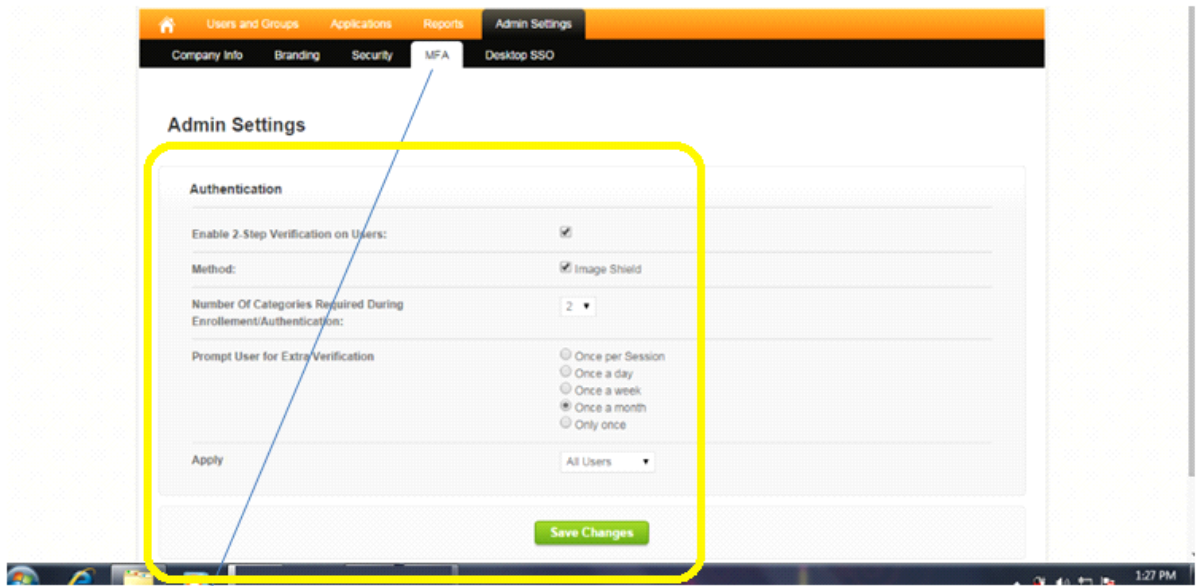 Users and Groups Applications Reports Admin Settings
Company Info Branding Security MFA Desktop SSO
Admin Settings
Authentication
Enable 2-Step Verification on Users:
Method: Image Shield
Number Of Categories Required During
Enrollement/Authentication: 2
Prompt User for Extra Verification Once per Session
Once a day
Once a week
Once a month
Only once
Apply All Users
Save Changes
1:27 PM